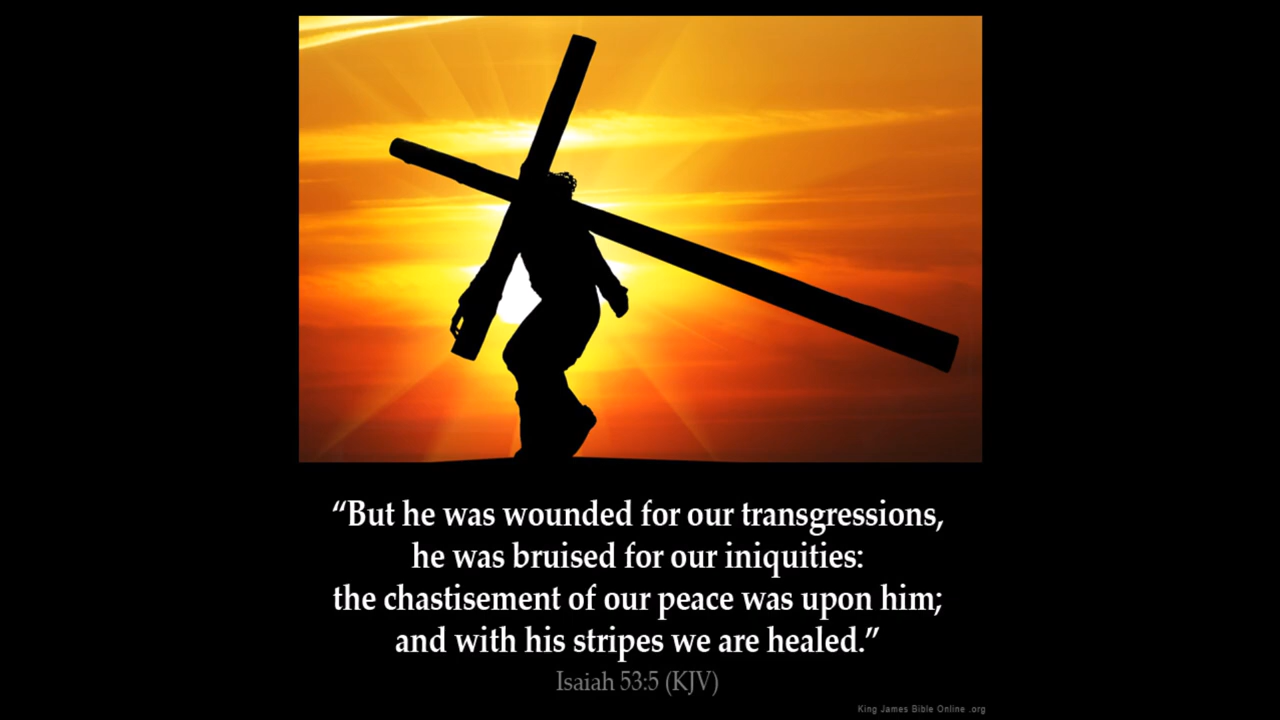 “But he was wounded for our transgressions,
he was bruised for our iniquities:
the chastisement of our peace was upon him;
and with his stripes we are healed.”
Isaiah 53:5 (KJV)
King James Bible Online .org